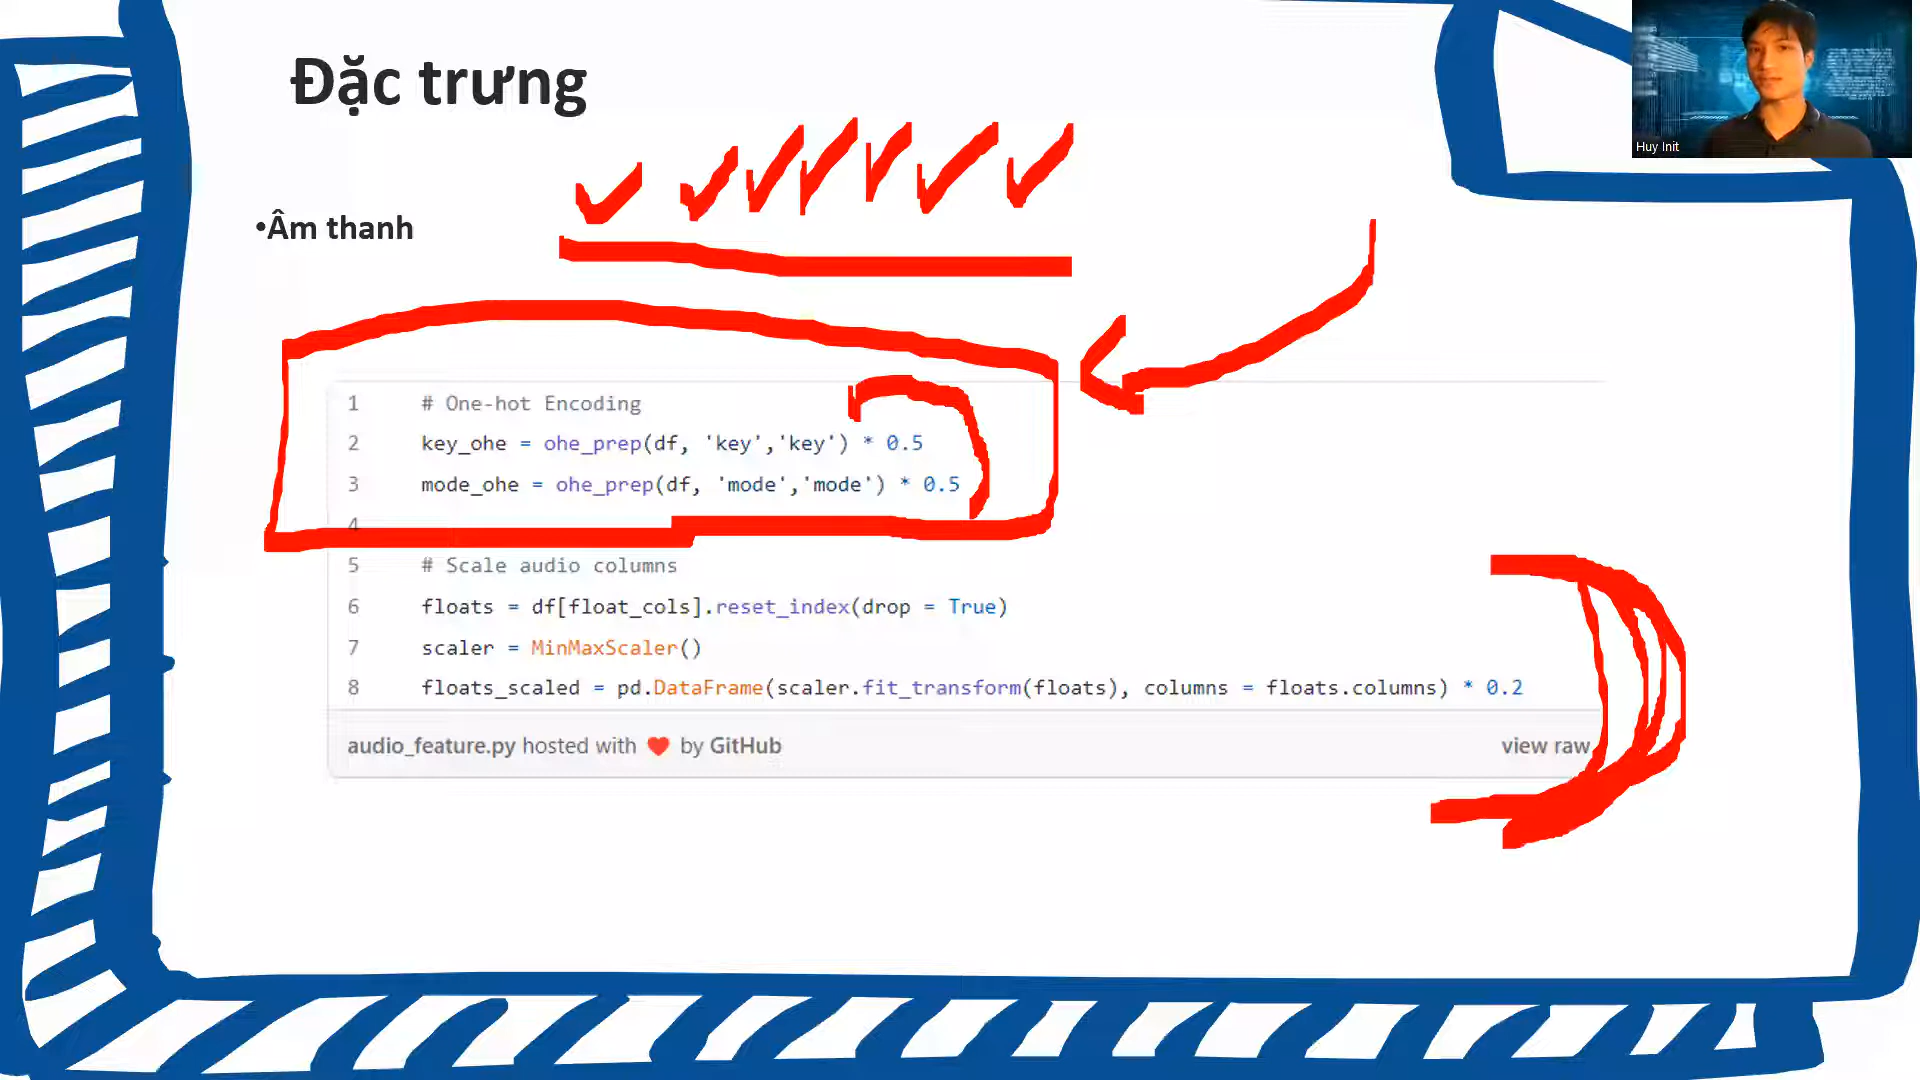 Đặc trưng
Huy Init
•Âm thanh
1 # One-hot Encoding
2 key_ohe = ohe_prep(df, 'key','key') * 0.5
3 mode_ohe = ohe_prep(df, 'mode','mode') * 0.5
4
5 # Scale audio columns
6 floats = df[float_cols].reset_index(drop = True)
7 scaler = MinMaxScaler()
8 floats_scaled = pd.DataFrame(scaler.fit_transform(floats), columns = floats.columns) * 0.2
audio_feature.py hosted with ❤ by GitHub view raw